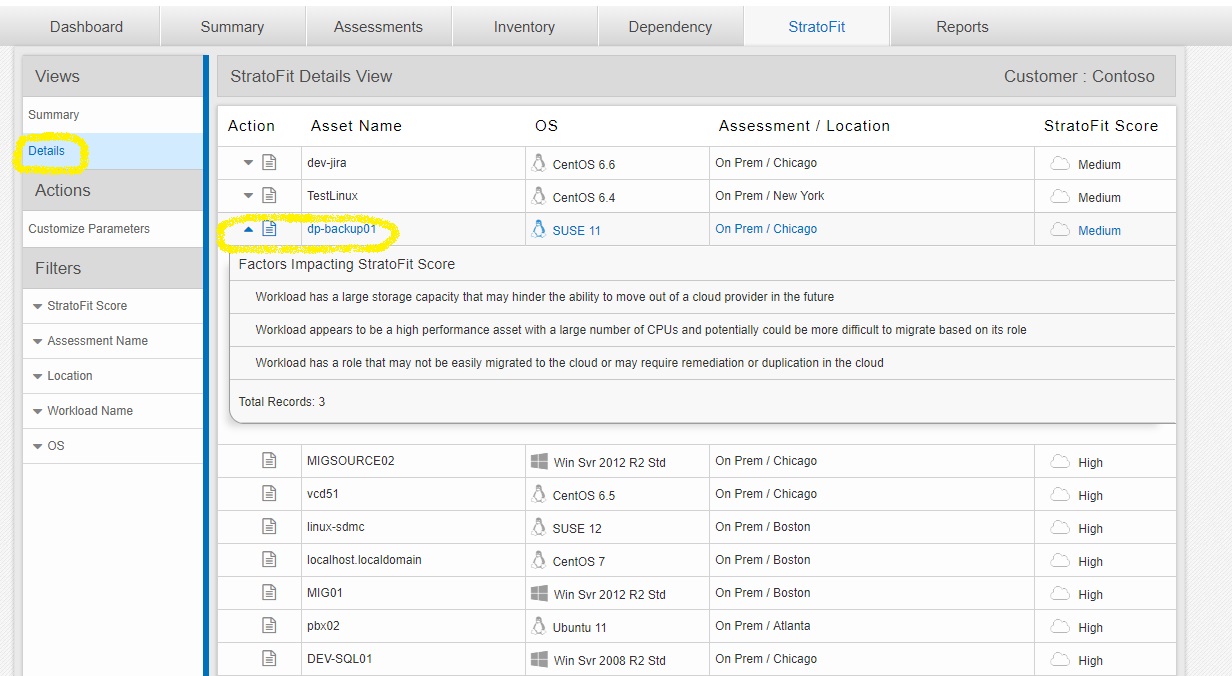 Dashboard Summary Assessments Inventory Dependency StratoFit Reports
Views
Summary
Details
Actions
Customize Parameters
Filters
StratoFit Score
Assessment Name
Location
Workload Name
OS
StratoFit Details View Customer : Contoso
Action Asset Name OS Assessment / Location StratoFit Score
dev-jira CentOS 6.6 On Prem / Chicago Medium
TestLinux CentOS 6.4 On Prem / New York Medium
dp-backup01 SUSE 11 On Prem / Chicago Medium
Factors Impacting StratoFit Score
Workload has a large storage capacity that may hinder the ability to move out of a cloud provider in the future
Workload appears to be a high performance asset with a large number of CPUs and potentially could be more difficult to migrate based on its role
Workload has a role that may not be easily migrated to the cloud or may require remediation or duplication in the cloud
Total Records: 3
MIGSOURCE02 Win Svr 2012 R2 Std On Prem / Chicago High
vcd51 CentOS 6.5 On Prem / Chicago High
linux-sdmc SUSE 12 On Prem / Boston High
localhost.localdomain CentOS 7 On Prem / Boston High
MIG01 Win Svr 2012 R2 Std On Prem / Boston High
pbx02 Ubuntu 11 On Prem / Atlanta High
DEV-SQL01 Win Svr 2008 R2 Std On Prem / Chicago High